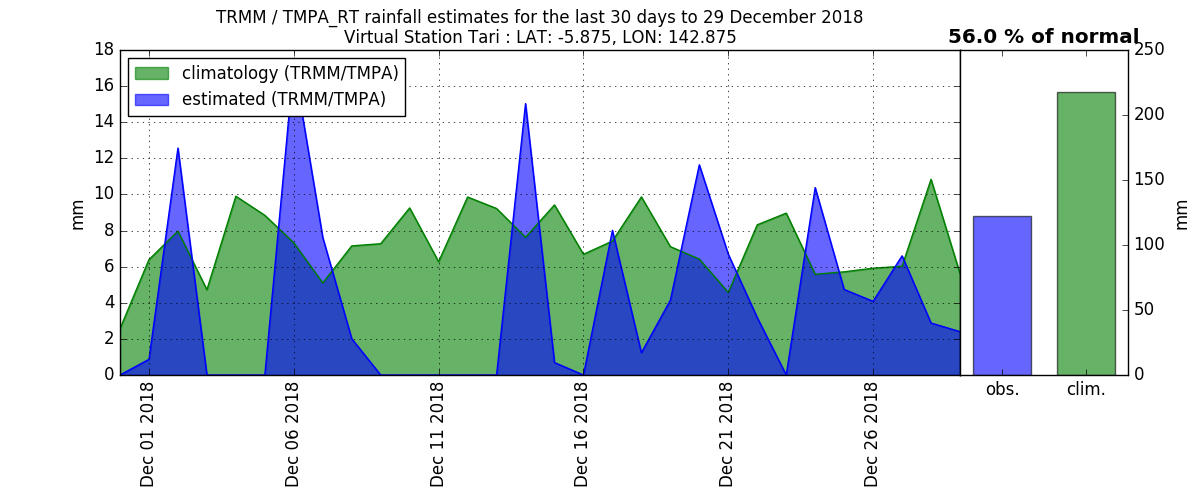 TRMM / TMPA_RT rainfall estimates for the last 30 days to 29 December 2018
Virtual Station Tari : LAT: -5.875, LON: 142.875
56.0 % of normal
climatology (TRMM/TMPA)
estimated (TRMM/TMPA)
18
16
14
12
10
8
6
4
2
0
mm
Dec 01 2018
Dec 06 2018
Dec 11 2018
Dec 16 2018
Dec 21 2018
Dec 26 2018
obs.
clim.
250
200
150
100
50
0
mm